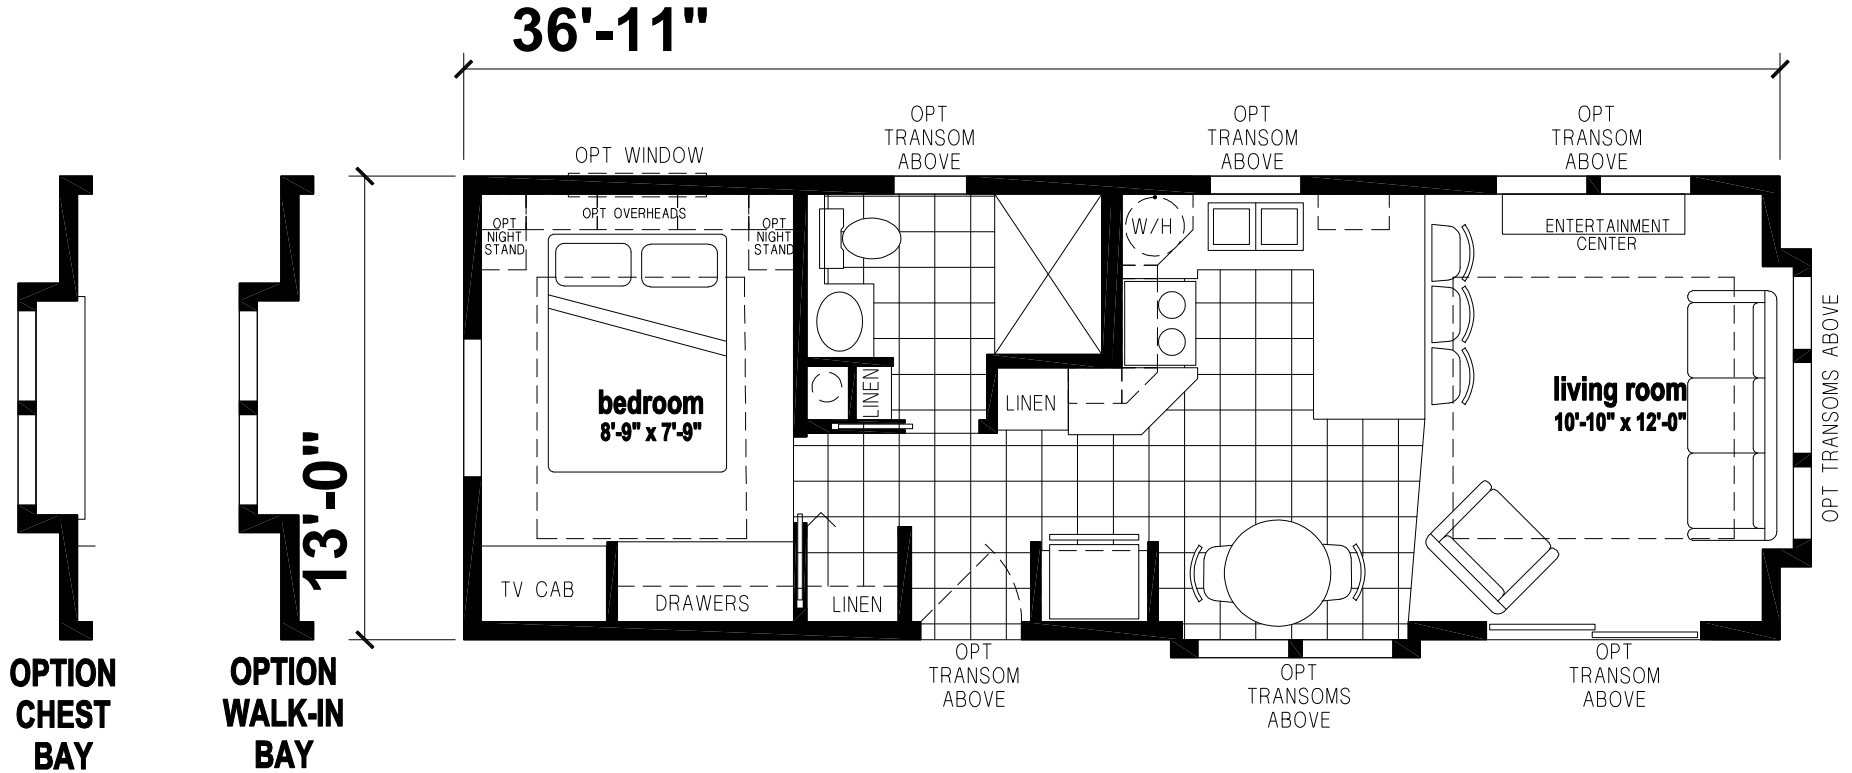 36'-11"
OPT
TRANSOM
ABOVE
OPT
TRANSOM
ABOVE
OPT
TRANSOM
ABOVE
OPT WINDOW
OPT OVERHEADS
OPT
NIGHT
STAND
OPT
NIGHT
STAND
W/H
ENTERTAINMENT
CENTER
OPT TRANSOMS ABOVE
bedroom
8'-9" x 7'-9"
LINEN
LINEN
living room
10'-10" x 12'-0"
13'-0"
TV CAB
DRAWERS
LINEN
OPT
TRANSOM
ABOVE
OPT
TRANSOMS
ABOVE
OPT
TRANSOM
ABOVE
OPTION
CHEST
BAY
OPTION
WALK-IN
BAY